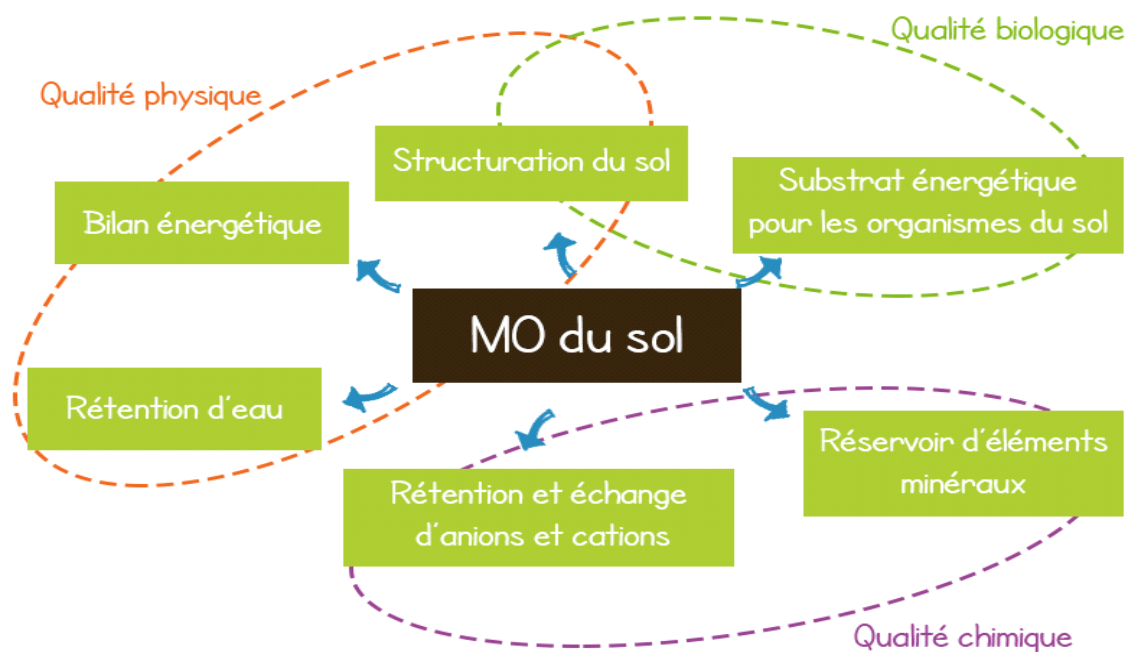 Qualité biologique
Qualité physique
Structuration du sol
Substrat énergétique
pour les organismes du sol
Bilan énergétique
MO du sol
Rétention d'eau
Réservoir d'éléments
minéraux
Rétention et échange
d'anions et cations
Qualité chimique